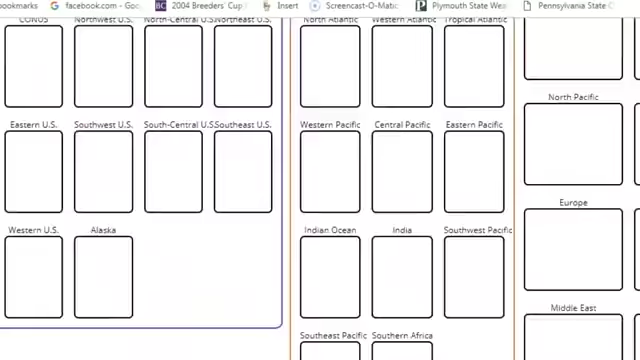 bookmarks facebook.com - Goo 2004 Breeders' Cup Insert Screencast-O-Matic Plymouth State Wea Pennsylvania State C
CONUS Northwest U.S. North-Central U.S. Northeast U.S. North Atlantic Western Atlantic Tropical Atlantic
North Pacific
Eastern U.S. Southwest U.S. South-Central U.S. Southeast U.S. Western Pacific Central Pacific Eastern Pacific
Europe
Western U.S. Alaska Indian Ocean India Southwest Pacific
Middle East
Southeast Pacific Southern Africa